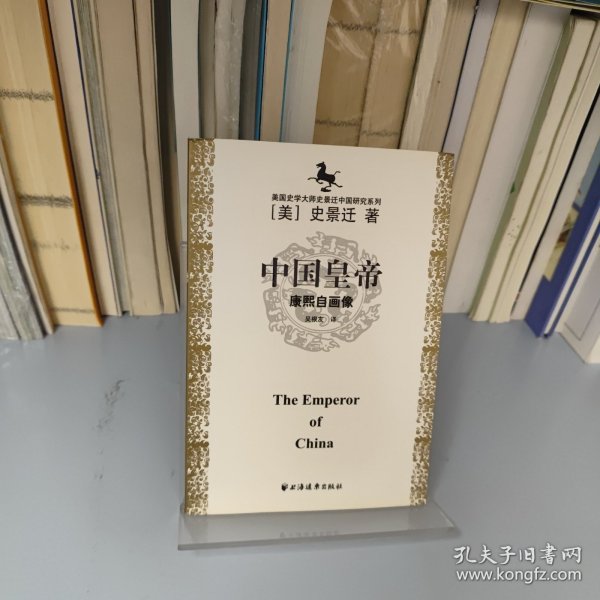 美国史学大师史景迁中国研究系列
[美] 史景迁 著
中国皇帝
康熙自画像
吴根友 译
The Emperor
of
China
上海远东出版社
孔夫子旧书网
www.kongfz.com